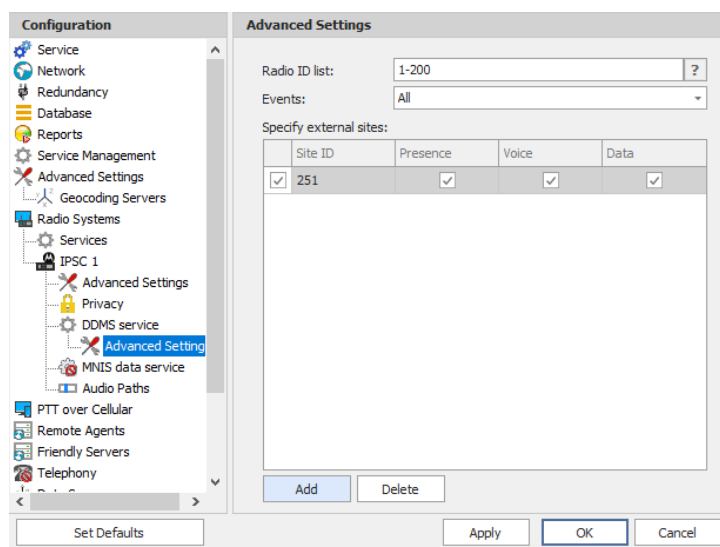 Configuration
Service
Network
Redundancy
Database
Reports
Service Management
Advanced Settings
Geocoding Servers
Radio Systems
Services
IPSC 1
Advanced Settings
Privacy
DDMS service
Advanced Setting
MNIS data service
Audio Paths
PTT over Cellular
Remote Agents
Friendly Servers
Telephony
Set Defaults
Advanced Settings
Radio ID list: 1-200 ?
Events: All
Specify external sites:
Site ID Presence Voice Data
251
Add Delete
Apply OK Cancel